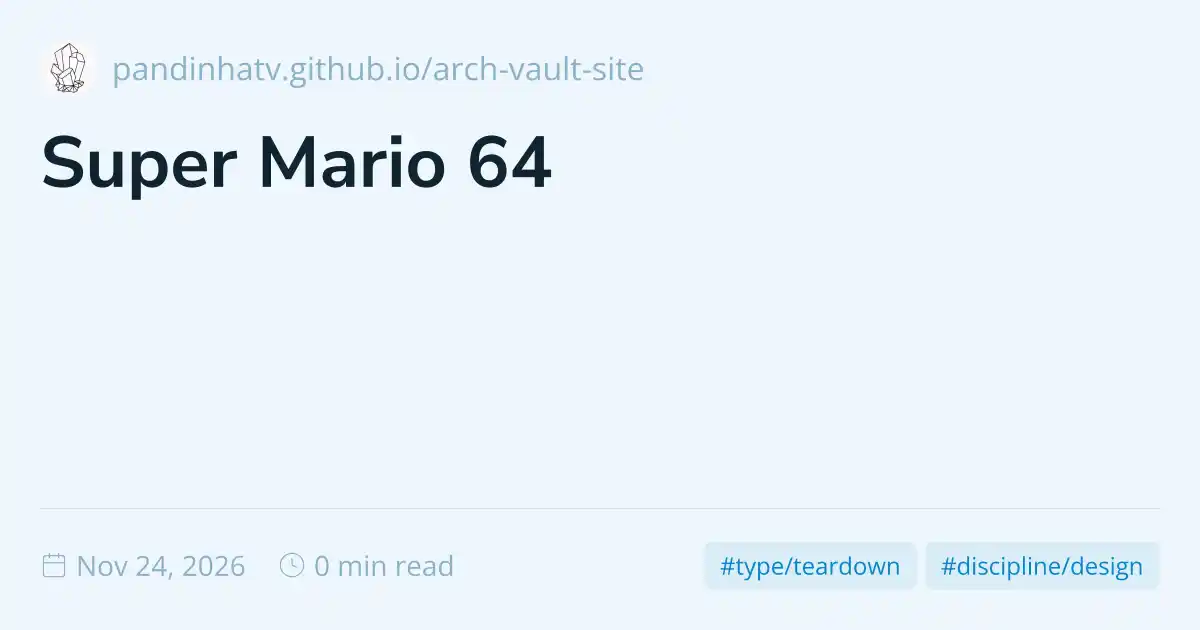 pandinhatv.github.io/arch-vault-site
Super Mario 64
Nov 24, 2026 0 min read #type/teardown #discipline/design